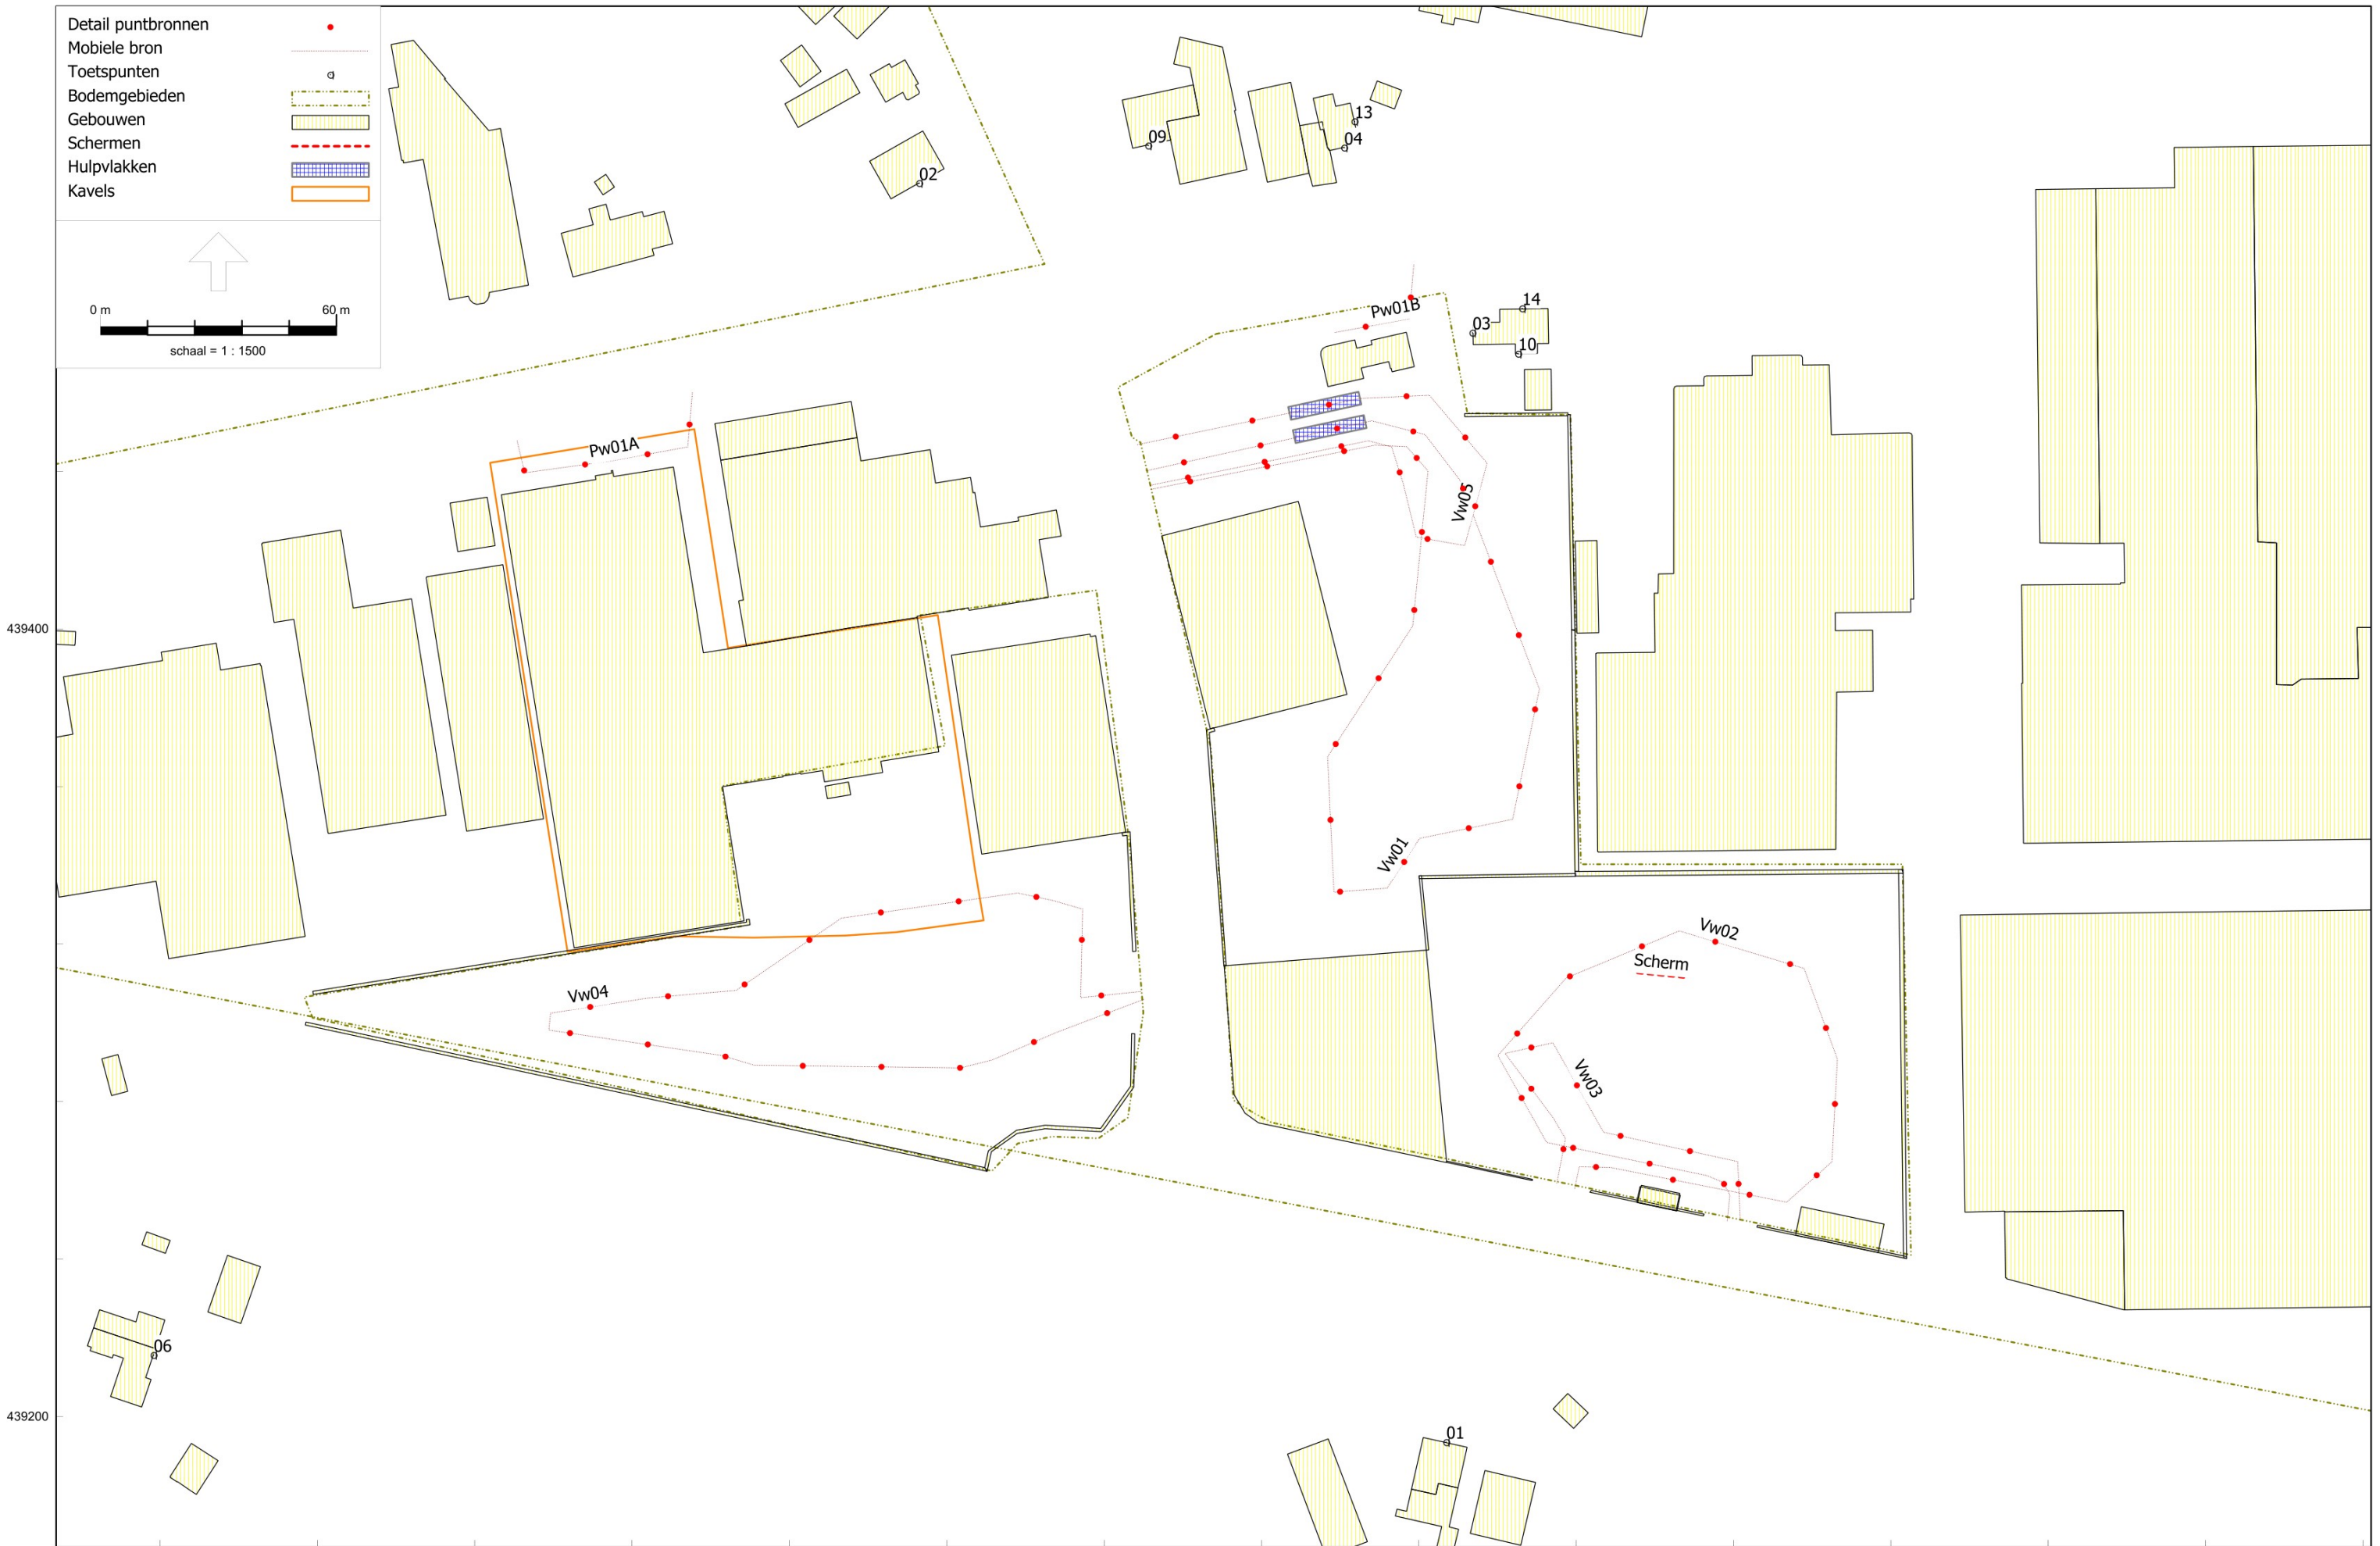 Detail puntbronnen
Mobiele bron
Toetspunten
Bodemgebieden
Gebouwen
Schermen
Hulpvlakken
Kavels
0 m 60 m
schaal = 1 : 1500
09
13
04
02
Pw01B
14
03
10
Pw01A
Vw05
439400
Vw01
Vw02
Scherm
Vw04
Vw03
06
439200
01